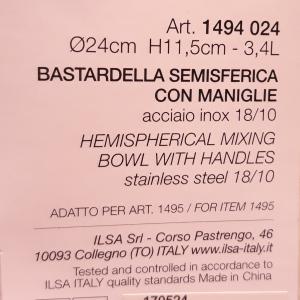 Art. 1494 024
Ø24cm H11,5cm - 3,4L
BASTARDELLA SEMISFERICA
CON MANIGLIE
acciaio inox 18/10
HEMISPHERICAL MIXING
BOWL WITH HANDLES
stainless steel 18/10
ADATTO PER ART. 1495 / FOR ITEM 1495
ILSA Srl - Corso Pastrengo, 46
10093 Collegno (TO) ITALY www.ilsa-italy.it
Tested and controlled in accordance to
ILSA ITALY quality standards Made in China
170524